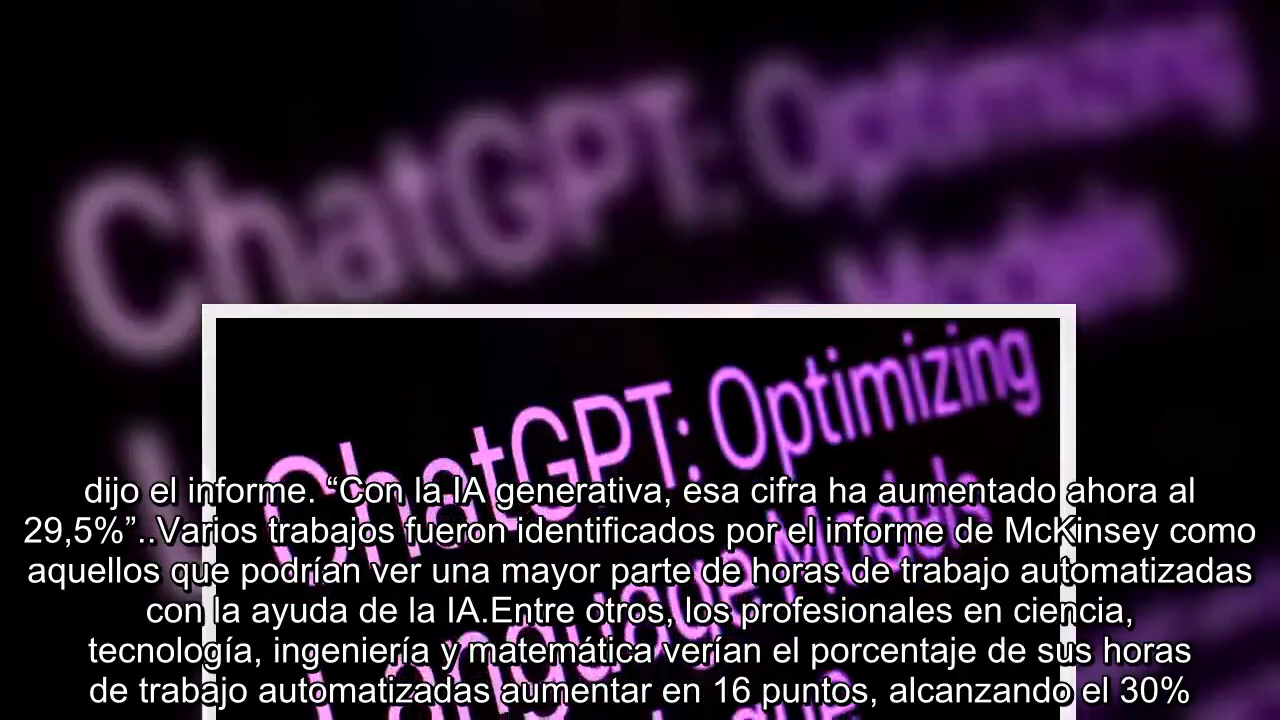 ChatGPT: Optimizing
Models
ChatGPT: Optimizing
Language Models
dijo el informe. “Con la IA generativa, esa cifra ha aumentado ahora al
29,5%”..Varios trabajos fueron identificados por el informe de McKinsey como
aquellos que podrían ver una mayor parte de horas de trabajo automatizadas
con la ayuda de la IA.Entre otros, los profesionales en ciencia,
tecnología, ingeniería y matemática verían el porcentaje de sus horas
de trabajo automatizadas aumentar en 16 puntos, alcanzando el 30%